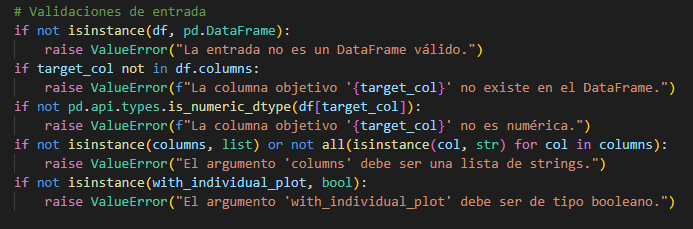 # Validaciones de entrada
if not isinstance(df, pd.DataFrame):
    raise ValueError("La entrada no es un DataFrame válido.")
if target_col not in df.columns:
    raise ValueError(f"La columna objetivo '{target_col}' no existe en el DataFrame.")
if not pd.api.types.is_numeric_dtype(df[target_col]):
    raise ValueError(f"La columna objetivo '{target_col}' no es numérica.")
if not isinstance(columns, list) or not all(isinstance(col, str) for col in columns):
    raise ValueError("El argumento 'columns' debe ser una lista de strings.")
if not isinstance(with_individual_plot, bool):
    raise ValueError("El argumento 'with_individual_plot' debe ser de tipo booleano.")